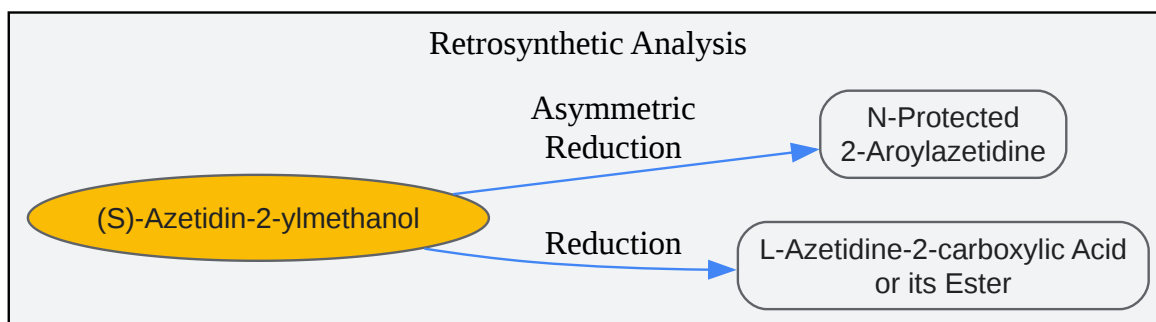 Retrosynthetic Analysis
Asymmetric
Reduction
N-Protected
2-Aroylazetidine
(S)-Azetidin-2-ylmethanol
Reduction
L-Azetidine-2-carboxylic Acid
or its Ester